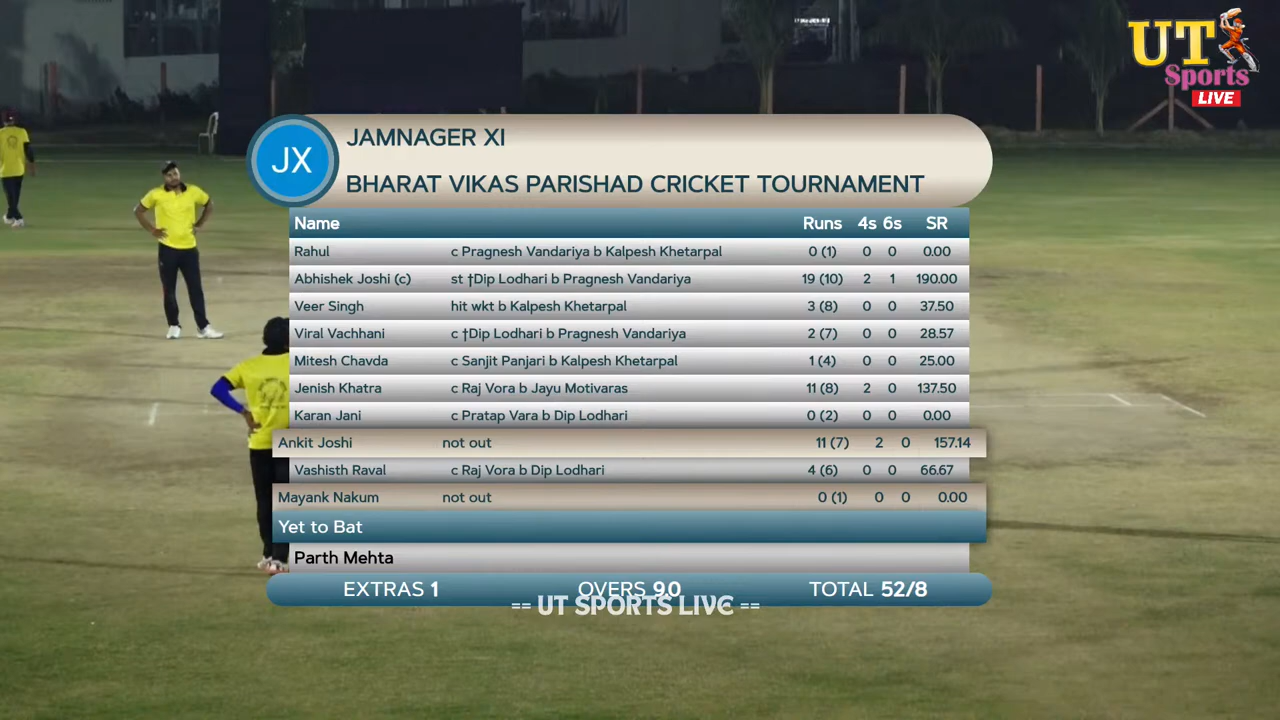 UT
Sports
LIVE
JX
JAMNAGER XI
BHARAT VIKAS PARISHAD CRICKET TOURNAMENT
Name Runs 4s 6s SR
Rahul c Pragnesh Vandariya b Kalpesh Khetarpal 0 (1) 0 0 0.00
Abhishek Joshi (c) st †Dip Lodhari b Pragnesh Vandariya 19 (10) 2 1 190.00
Veer Singh hit wkt b Kalpesh Khetarpal 3 (8) 0 0 37.50
Viral Vachhani c †Dip Lodhari b Pragnesh Vandariya 2 (7) 0 0 28.57
Mitesh Chavda c Sanjit Panjari b Kalpesh Khetarpal 1 (4) 0 0 25.00
Jenish Khatra c Raj Vora b Jayu Motivaras 11 (8) 2 0 137.50
Karan Jani c Pratap Vara b Dip Lodhari 0 (2) 0 0 0.00
Ankit Joshi not out 11 (7) 2 0 157.14
Vashisth Raval c Raj Vora b Dip Lodhari 4 (6) 0 0 66.67
Mayank Nakum not out 0 (1) 0 0 0.00
Yet to Bat
Parth Mehta
EXTRAS 1 OVERS 9.0 TOTAL 52/8
== UT SPORTS LIVE ==